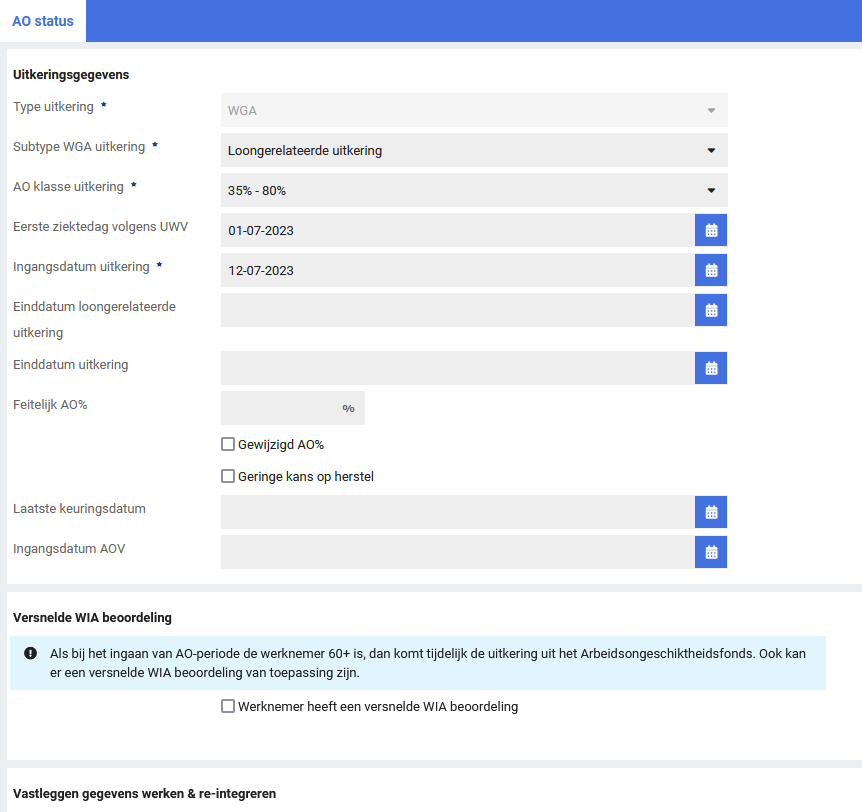 AO status
Uitkeringsgegevens
Type uitkering *
WGA
Subtype WGA uitkering *
Loongerelateerde uitkering
AO klasse uitkering *
35% - 80%
Eerste ziektedag volgens UWV
01-07-2023
Ingangsdatum uitkering *
12-07-2023
Einddatum loongerelateerde
uitkering
Einddatum uitkering
Feitelijk AO%
%
Gewijzigd AO%
Geringe kans op herstel
Laatste keuringsdatum
Ingangsdatum AOV
Versnelde WIA beoordeling
Als bij het ingaan van AO-periode de werknemer 60+ is, dan komt tijdelijk de uitkering uit het Arbeidsongeschiktheidsfonds. Ook kan
er een versnelde WIA beoordeling van toepassing zijn.
Werknemer heeft een versnelde WIA beoordeling
Vastleggen gegevens werken & re-integreren